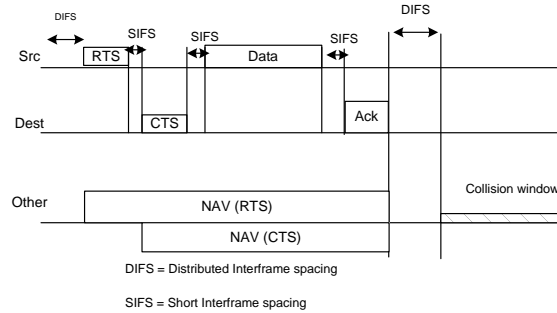 DIFS
DIFS
SIFS
SIFS
SIFS
Src
RTS
Data
Dest
CTS
Ack
Other
NAV (RTS)
Collision window
NAV (CTS)
DIFS = Distributed Interframe spacing
SIFS = Short Interframe spacing